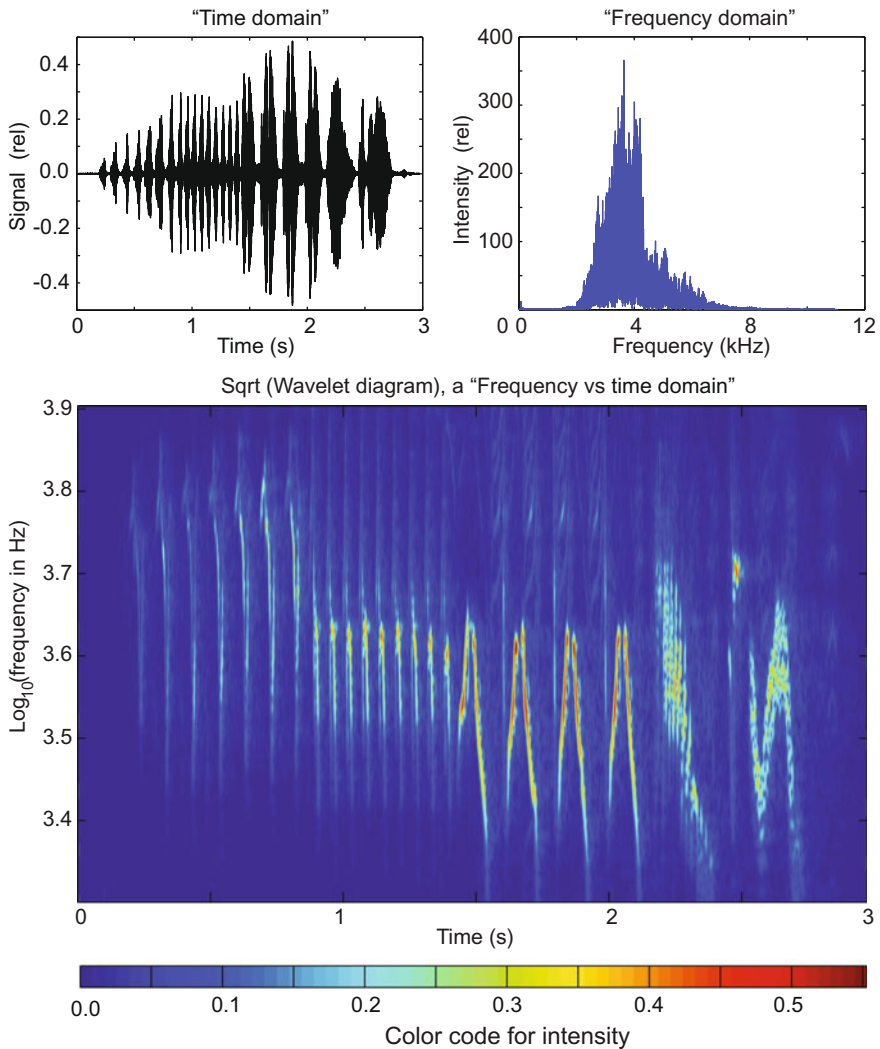 “Time domain”
0.4
0.2
0.0
-0.2
-0.4
Signal (rel)
0 1 2 3
Time (s)
“Frequency domain”
400
300
200
100
0
Intensity (rel)
0 4 8 12
Frequency (kHz)
Sqrt (Wavelet diagram), a “Frequency vs time domain”
3.9
3.8
3.7
3.6
3.5
3.4
Log10(frequency in Hz)
0 1 2 3
Time (s)
0.0 0.1 0.2 0.3 0.4 0.5
Color code for intensity